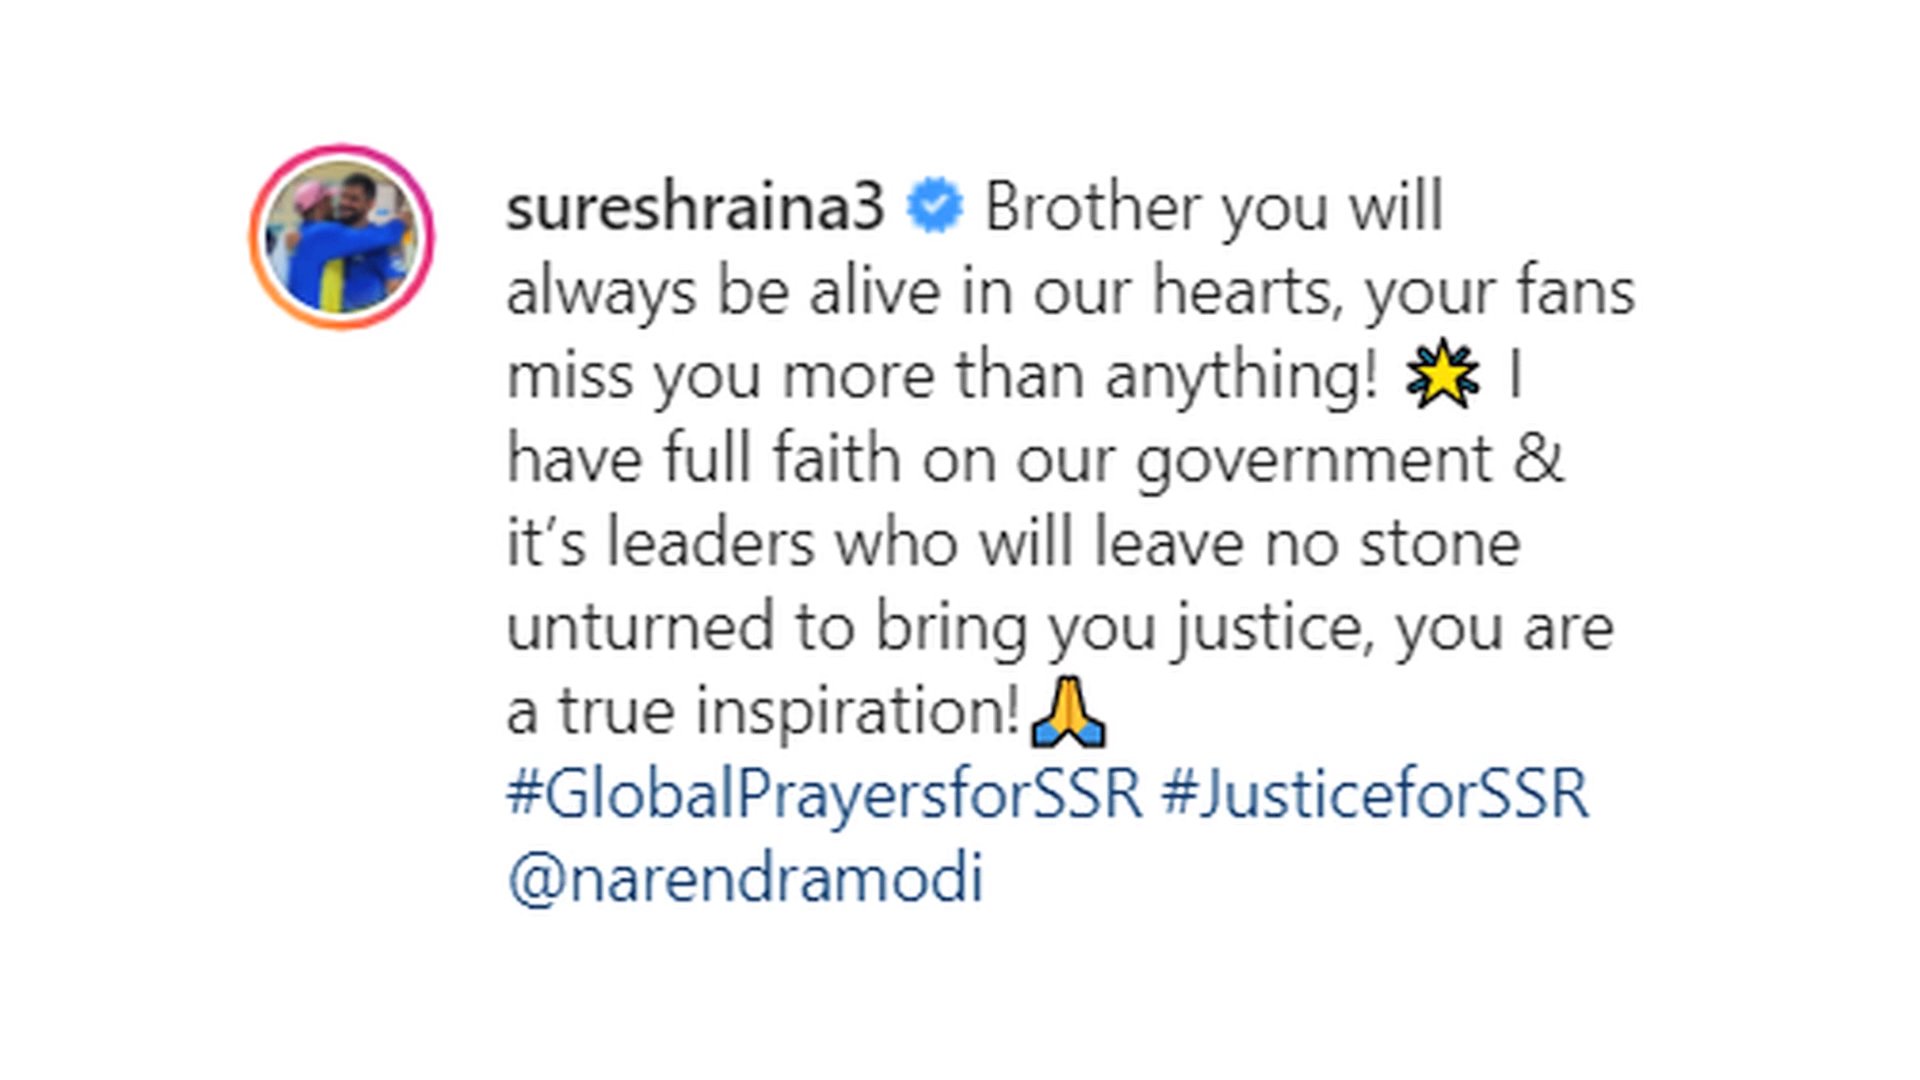 sureshraina3 Brother you will
always be alive in our hearts, your fans
miss you more than anything! 🌟 I
have full faith on our government &
it’s leaders who will leave no stone
unturned to bring you justice, you are
a true inspiration!🙏
#GlobalPrayersforSSR #JusticeforSSR
@narendramodi